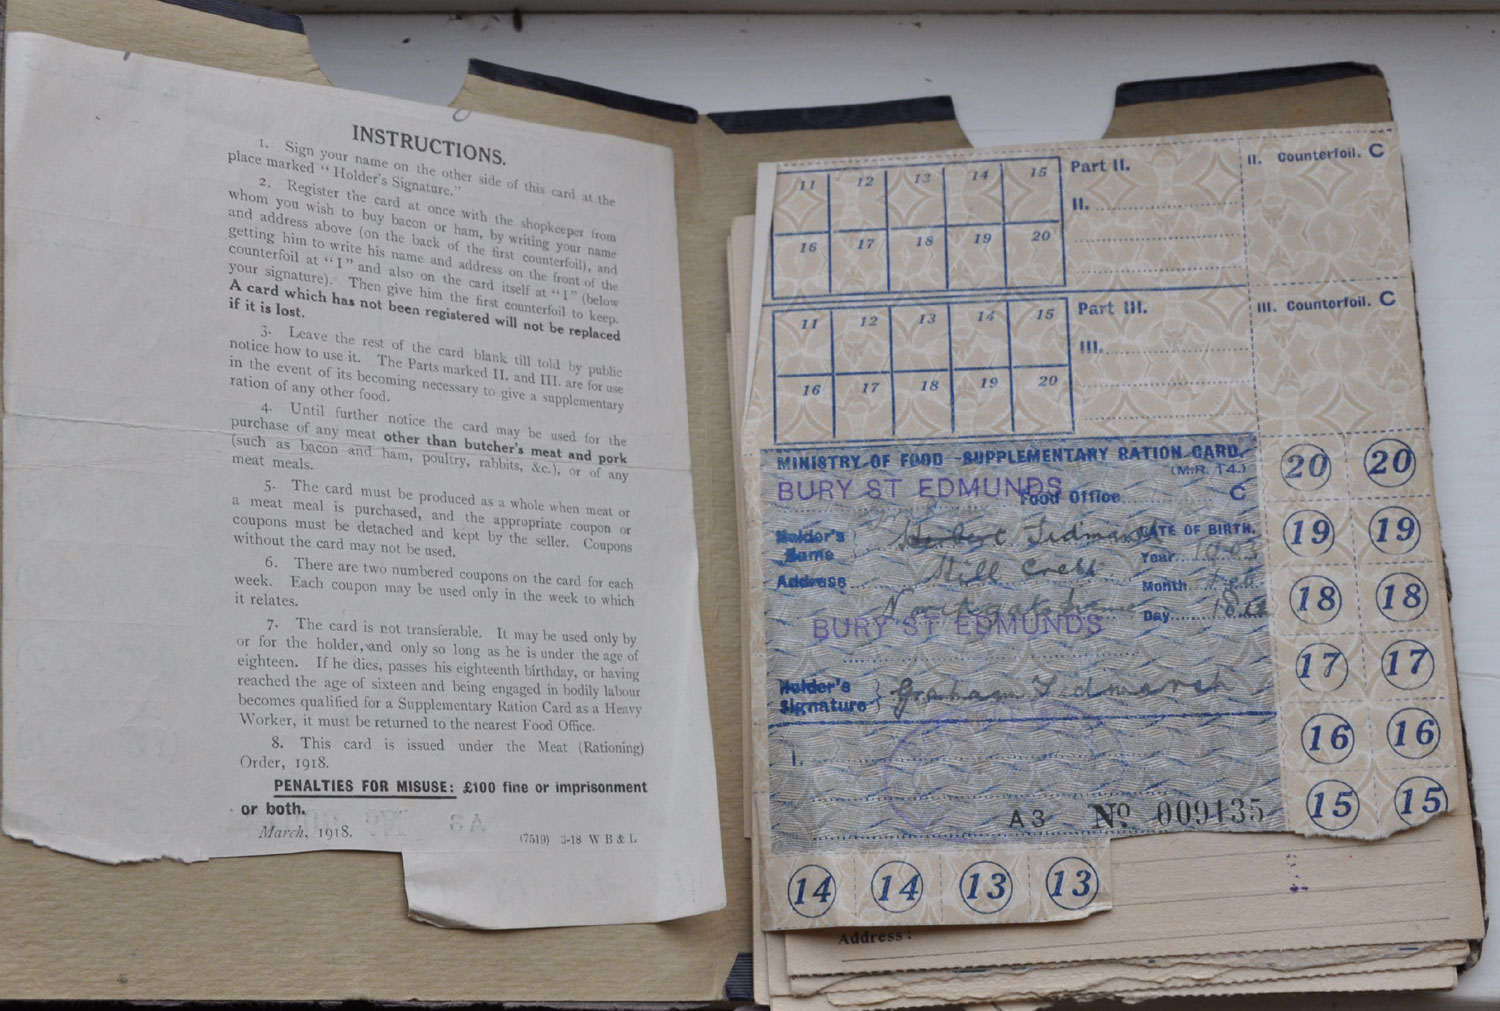 INSTRUCTIONS.
1. Sign your name on the other side of this card at the
place marked “ Holder's Signature.”
2. Register the card at once with the shopkeeper from
whom you wish to buy bacon or ham, by writing your name
and address above (on the back of the first counterfoil), and
getting him to write his name and address on the front of the
counterfoil at “ I ” and also on the card itself at “ I ” (below
your signature). Then give him the first counterfoil to keep.
A card which has not been registered will not be replaced
if it is lost.
3. Leave the rest of the card blank till told by public
notice how to use it. The Parts marked II. and III. are for use
in the event of its becoming necessary to give a supplementary
ration of any other food.
4. Until further notice the card may be used for the
purchase of any meat other than butcher's meat and pork
(such as bacon and ham, poultry, rabbits, &c.), or of any
meat meals.
5. The card must be produced as a whole when meat or
a meat meal is purchased, and the appropriate coupon or
coupons must be detached and kept by the seller. Coupons
without the card may not be used.
6. There are two numbered coupons on the card for each
week. Each coupon may be used only in the week to which
it relates.
7. The card is not transferable. It may be used only by
or for the holder, and only so long as he is under the age of
eighteen. If he dies, passes his eighteenth birthday, or having
reached the age of sixteen and being engaged in bodily labour
becomes qualified for a Supplementary Ration Card as a Heavy
Worker, it must be returned to the nearest Food Office.
8. This card is issued under the Meat (Rationing)
Order, 1918.
PENALTIES FOR MISUSE: £100 fine or imprisonment
or both.
March, 1918. (7519) 3-18 W B & L
11 12 13 14 15
16 17 18 19 20
Part II.
II.
II. Counterfoil. C
11 12 13 14 15
16 17 18 19 20
Part III.
III.
III. Counterfoil. C
MINISTRY OF FOOD - SUPPLEMENTARY RATION CARD.
(M.R. T4.)
BURY ST EDMUNDS Food Office C
Holder's Name Herbert Tidmarsh
DATE OF BIRTH.
Year 1903
Address Hill Crest
Month Feb
Day 18
BURY ST EDMUNDS
Holder's Signature Graham Tidmarsh
I.
A 3 Nº 009135
20 20
19 19
18 18
17 17
16 16
15 15
14 14 13 13
Address: